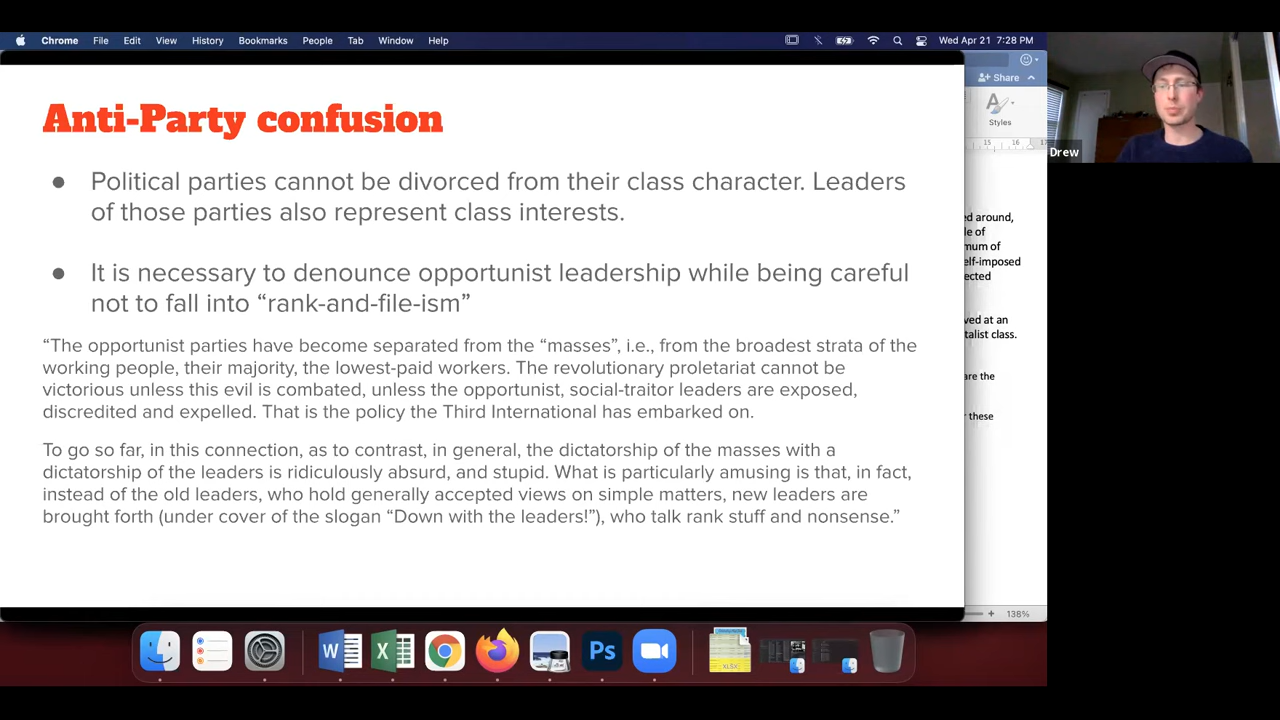 Chrome File Edit View History Bookmarks People Tab Window Help Wed Apr 21 7:28 PM
Share
Styles
15 16 17
Anti-Party confusion
● Political parties cannot be divorced from their class character. Leaders
of those parties also represent class interests.
● It is necessary to denounce opportunist leadership while being careful
not to fall into “rank-and-file-ism”
“The opportunist parties have become separated from the “masses”, i.e., from the broadest strata of the
working people, their majority, the lowest-paid workers. The revolutionary proletariat cannot be
victorious unless this evil is combated, unless the opportunist, social-traitor leaders are exposed,
discredited and expelled. That is the policy the Third International has embarked on.
To go so far, in this connection, as to contrast, in general, the dictatorship of the masses with a
dictatorship of the leaders is ridiculously absurd, and stupid. What is particularly amusing is that, in fact,
instead of the old leaders, who hold generally accepted views on simple matters, new leaders are
brought forth (under cover of the slogan “Down with the leaders!”), who talk rank stuff and nonsense.”
ed around,
le of
mum of
elf-imposed
ected
ved at an
talist class.
are the
r these
138%
Drew
W X Ps XLSX